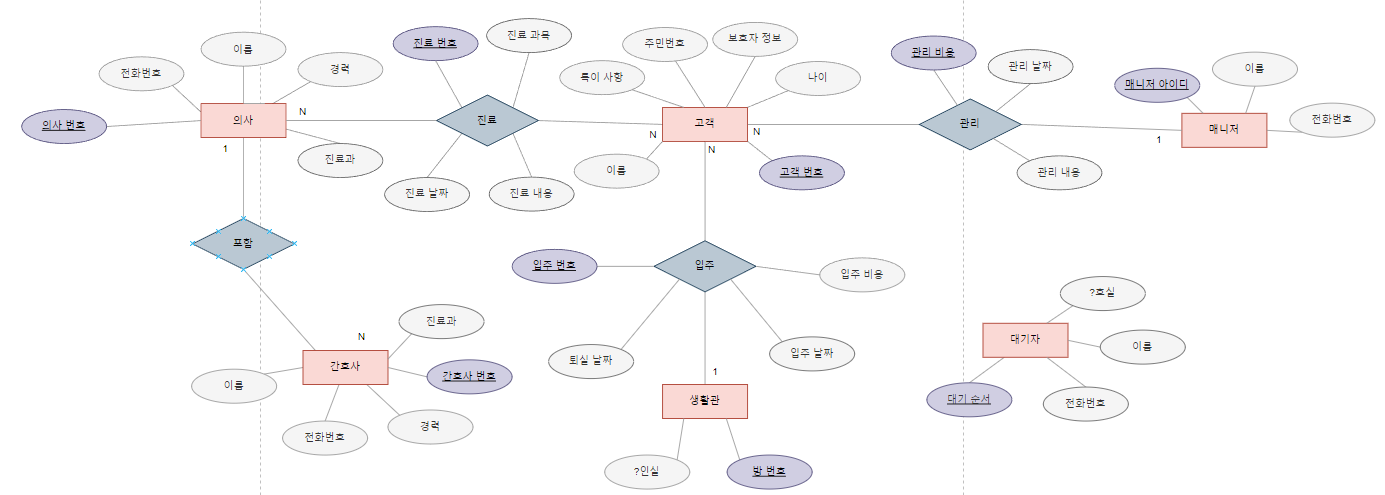 이름
전화번호
경력
의사 번호
의사
진료과
N
1
진료 번호
진료 과목
진료
진료 날짜
진료 내용
N
주민번호
보호자 정보
특이 사항
나이
고객
이름
고객 번호
N
N
관리 비용
관리 날짜
관리
관리 내용
1
매니저 아이디
이름
전화번호
매니저
포함
N
진료과
간호사
간호사 번호
이름
전화번호
경력
입주 번호
입주
입주 비용
퇴실 날짜
입주 날짜
1
생활관
?인실
방 번호
?호실
대기자
이름
대기 순서
전화번호